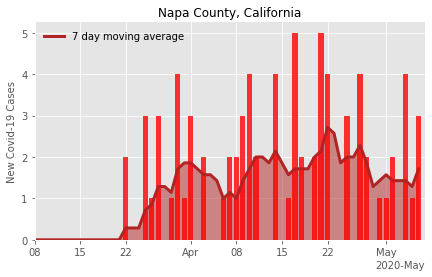 Napa County, California
7 day moving average
New Covid-19 Cases
5
4
3
2
1
0
08 15 22 Apr 08 15 22 May
2020-May